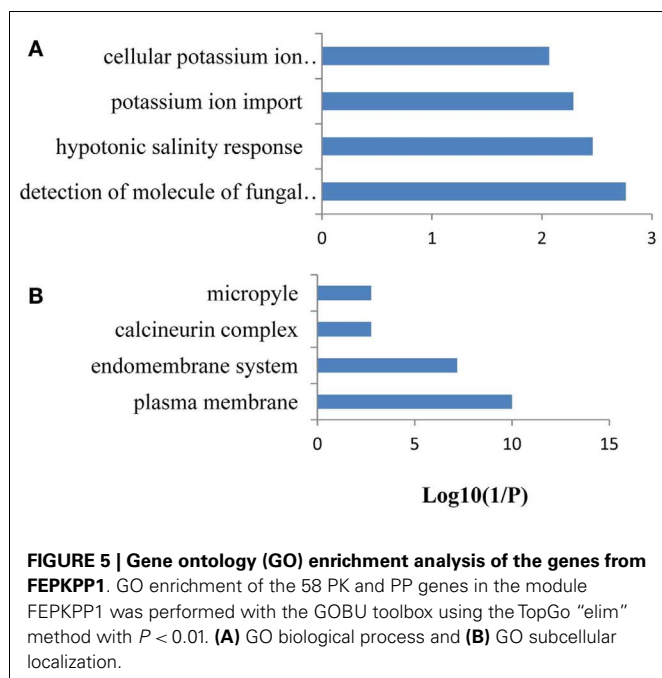 A
cellular potassium ion..
potassium ion import
hypotonic salinity response
detection of molecule of fungal..
0 1 2 3
B
micropyle
calcineurin complex
endomembrane system
plasma membrane
0 5 10 15
Log10(1/P)
FIGURE 5 | Gene ontology (GO) enrichment analysis of the genes from
FEPKPP1. GO enrichment of the 58 PK and PP genes in the module
FEPKPP1 was performed with the GOBU toolbox using the TopGo “elim”
method with P < 0.01. (A) GO biological process and (B) GO subcellular
localization.